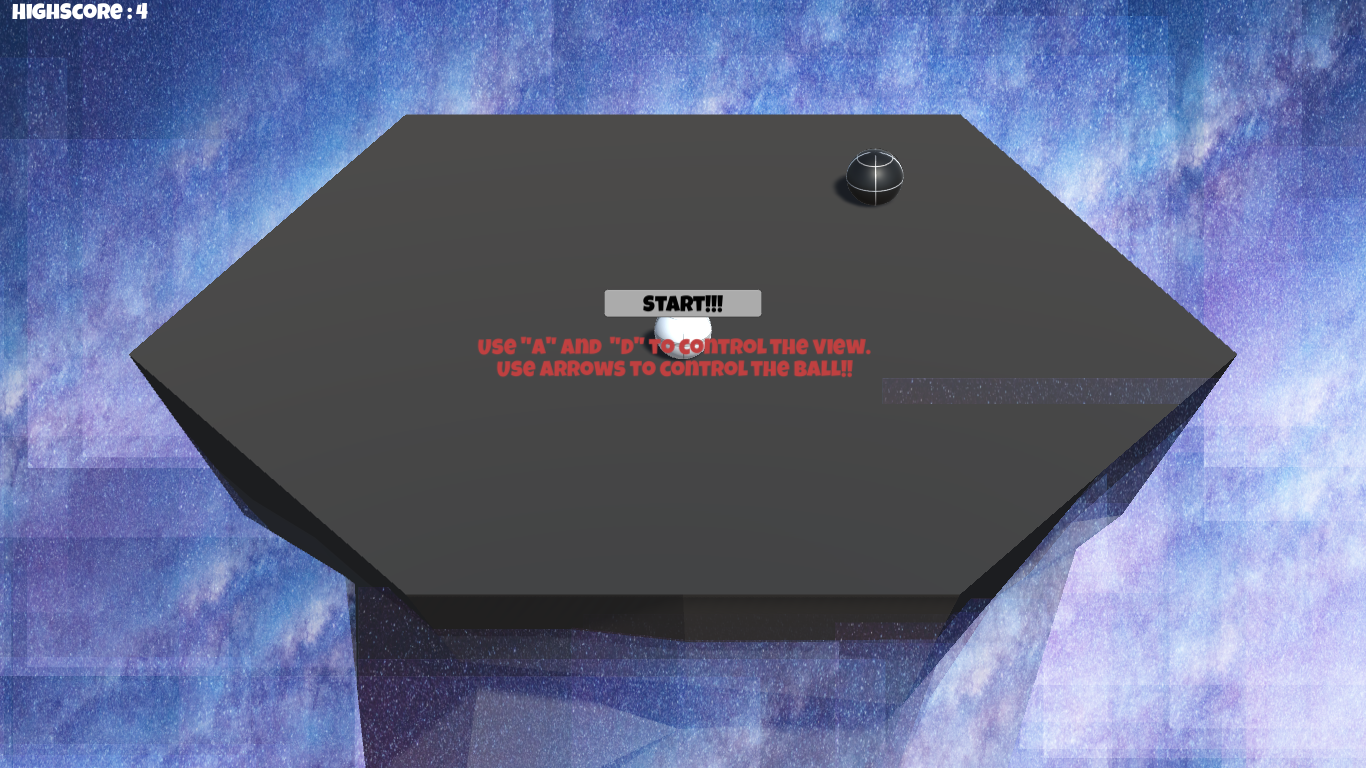 HIGHSCORE : 4
START!!!
USE "A" AND "D" TO CONTROL THE VIEW.
USE ARROWS TO CONTROL THE BALL!!